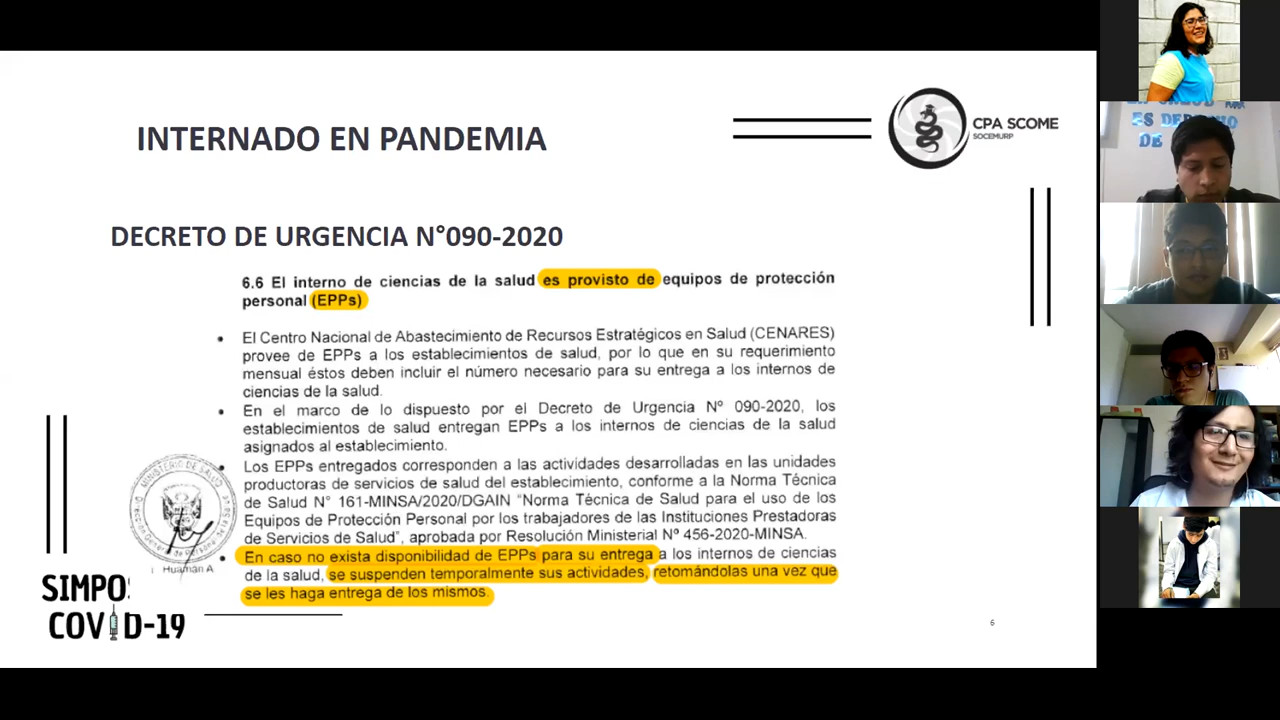 INTERNADO EN PANDEMIA
CPA SCOME
SOCEMURP
DECRETO DE URGENCIA N°090-2020
6.6 El interno de ciencias de la salud es provisto de equipos de protección
personal (EPPs)
El Centro Nacional de Abastecimiento de Recursos Estratégicos en Salud (CENARES)
provee de EPPs a los establecimientos de salud, por lo que en su requerimiento
mensual éstos deben incluir el número necesario para su entrega a los internos de
ciencias de la salud.
En el marco de lo dispuesto por el Decreto de Urgencia Nº 090-2020, los
establecimientos de salud entregan EPPs a los internos de ciencias de la salud
asignados al establecimiento.
Los EPPs entregados corresponden a las actividades desarrolladas en las unidades
productoras de servicios de salud del establecimiento, conforme a la Norma Técnica
de Salud N° 161-MINSA/2020/DGAIN "Norma Técnica de Salud para el uso de los
Equipos de Protección Personal por los trabajadores de las Instituciones Prestadoras
de Servicios de Salud", aprobada por Resolución Ministerial Nº 456-2020-MINSA.
En caso no exista disponibilidad de EPPs para su entrega a los internos de ciencias
de la salud, se suspenden temporalmente sus actividades, retomándolas una vez que
se les haga entrega de los mismos.
MINISTERIO DE SALUD
Huamán A
SIMPOS
COVID-19
6
ES DERECHO
DE